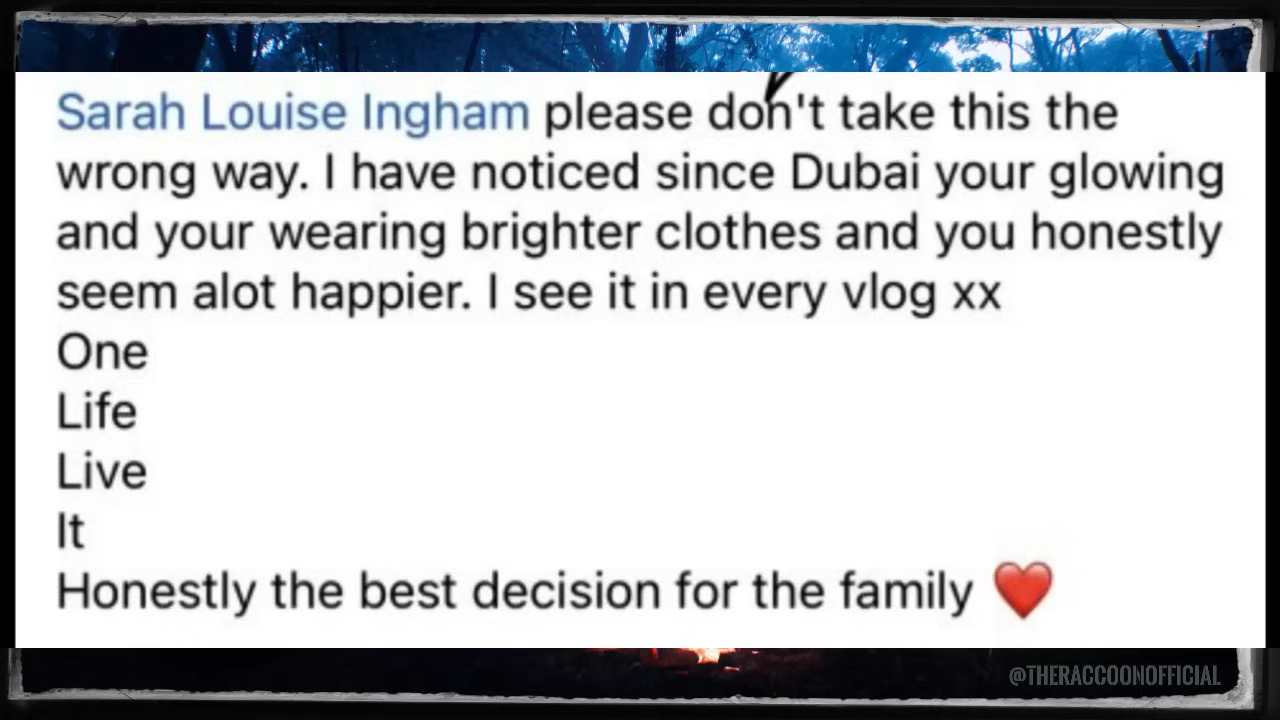 Sarah Louise Ingham please don't take this the
wrong way. I have noticed since Dubai your glowing
and your wearing brighter clothes and you honestly
seem alot happier. I see it in every vlog xx
One
Life
Live
It
Honestly the best decision for the family ❤️
@THERACCOONOFFICIAL